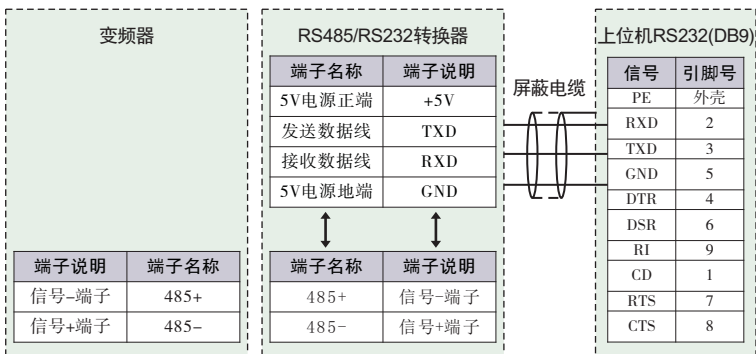 变频器
端子说明 端子名称
信号-端子 485+
信号+端子 485-
RS485/RS232转换器
端子名称 端子说明
5V电源正端 +5V
发送数据线 TXD
接收数据线 RXD
5V电源地端 GND
端子名称 端子说明
485+ 信号-端子
485- 信号+端子
屏蔽电缆
上位机RS232(DB9)
信号 引脚号
PE 外壳
RXD 2
TXD 3
GND 5
DTR 4
DSR 6
RI 9
CD 1
RTS 7
CTS 8